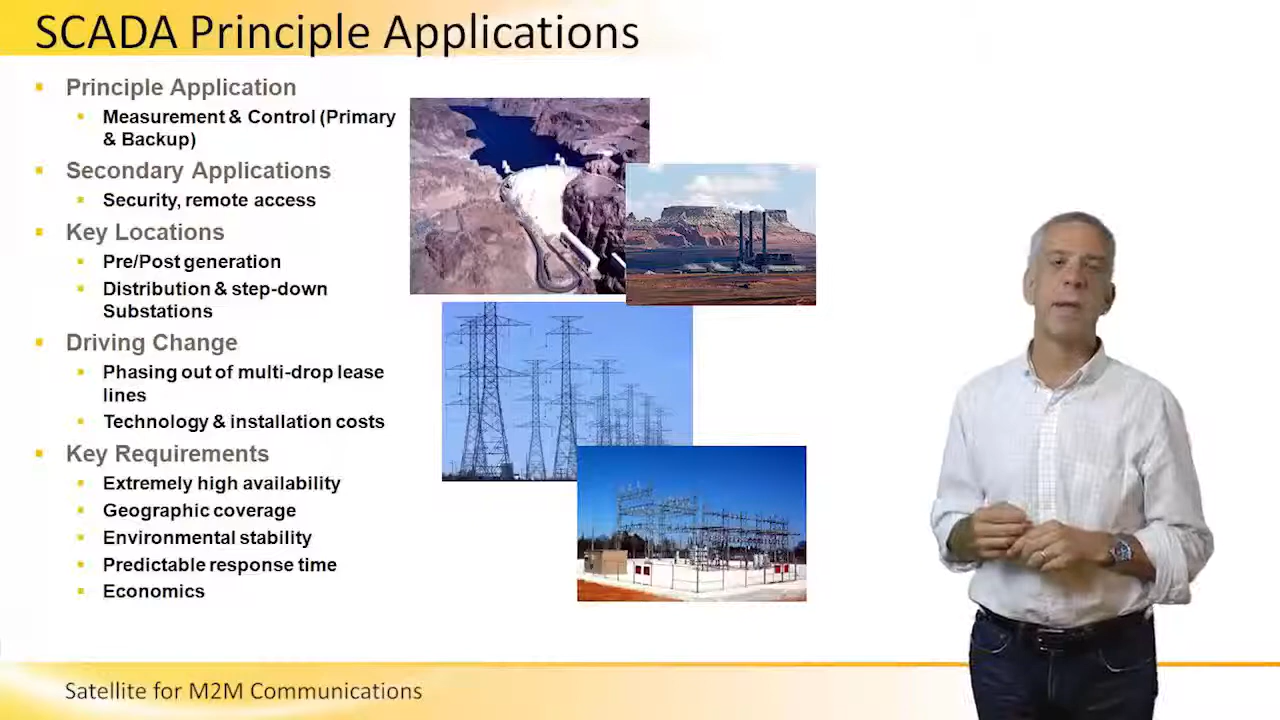 SCADA Principle Applications
Principle Application
Measurement & Control (Primary
& Backup)
Secondary Applications
Security, remote access
Key Locations
Pre/Post generation
Distribution & step-down
Substations
Driving Change
Phasing out of multi-drop lease
lines
Technology & installation costs
Key Requirements
Extremely high availability
Geographic coverage
Environmental stability
Predictable response time
Economics
Satellite for M2M Communications